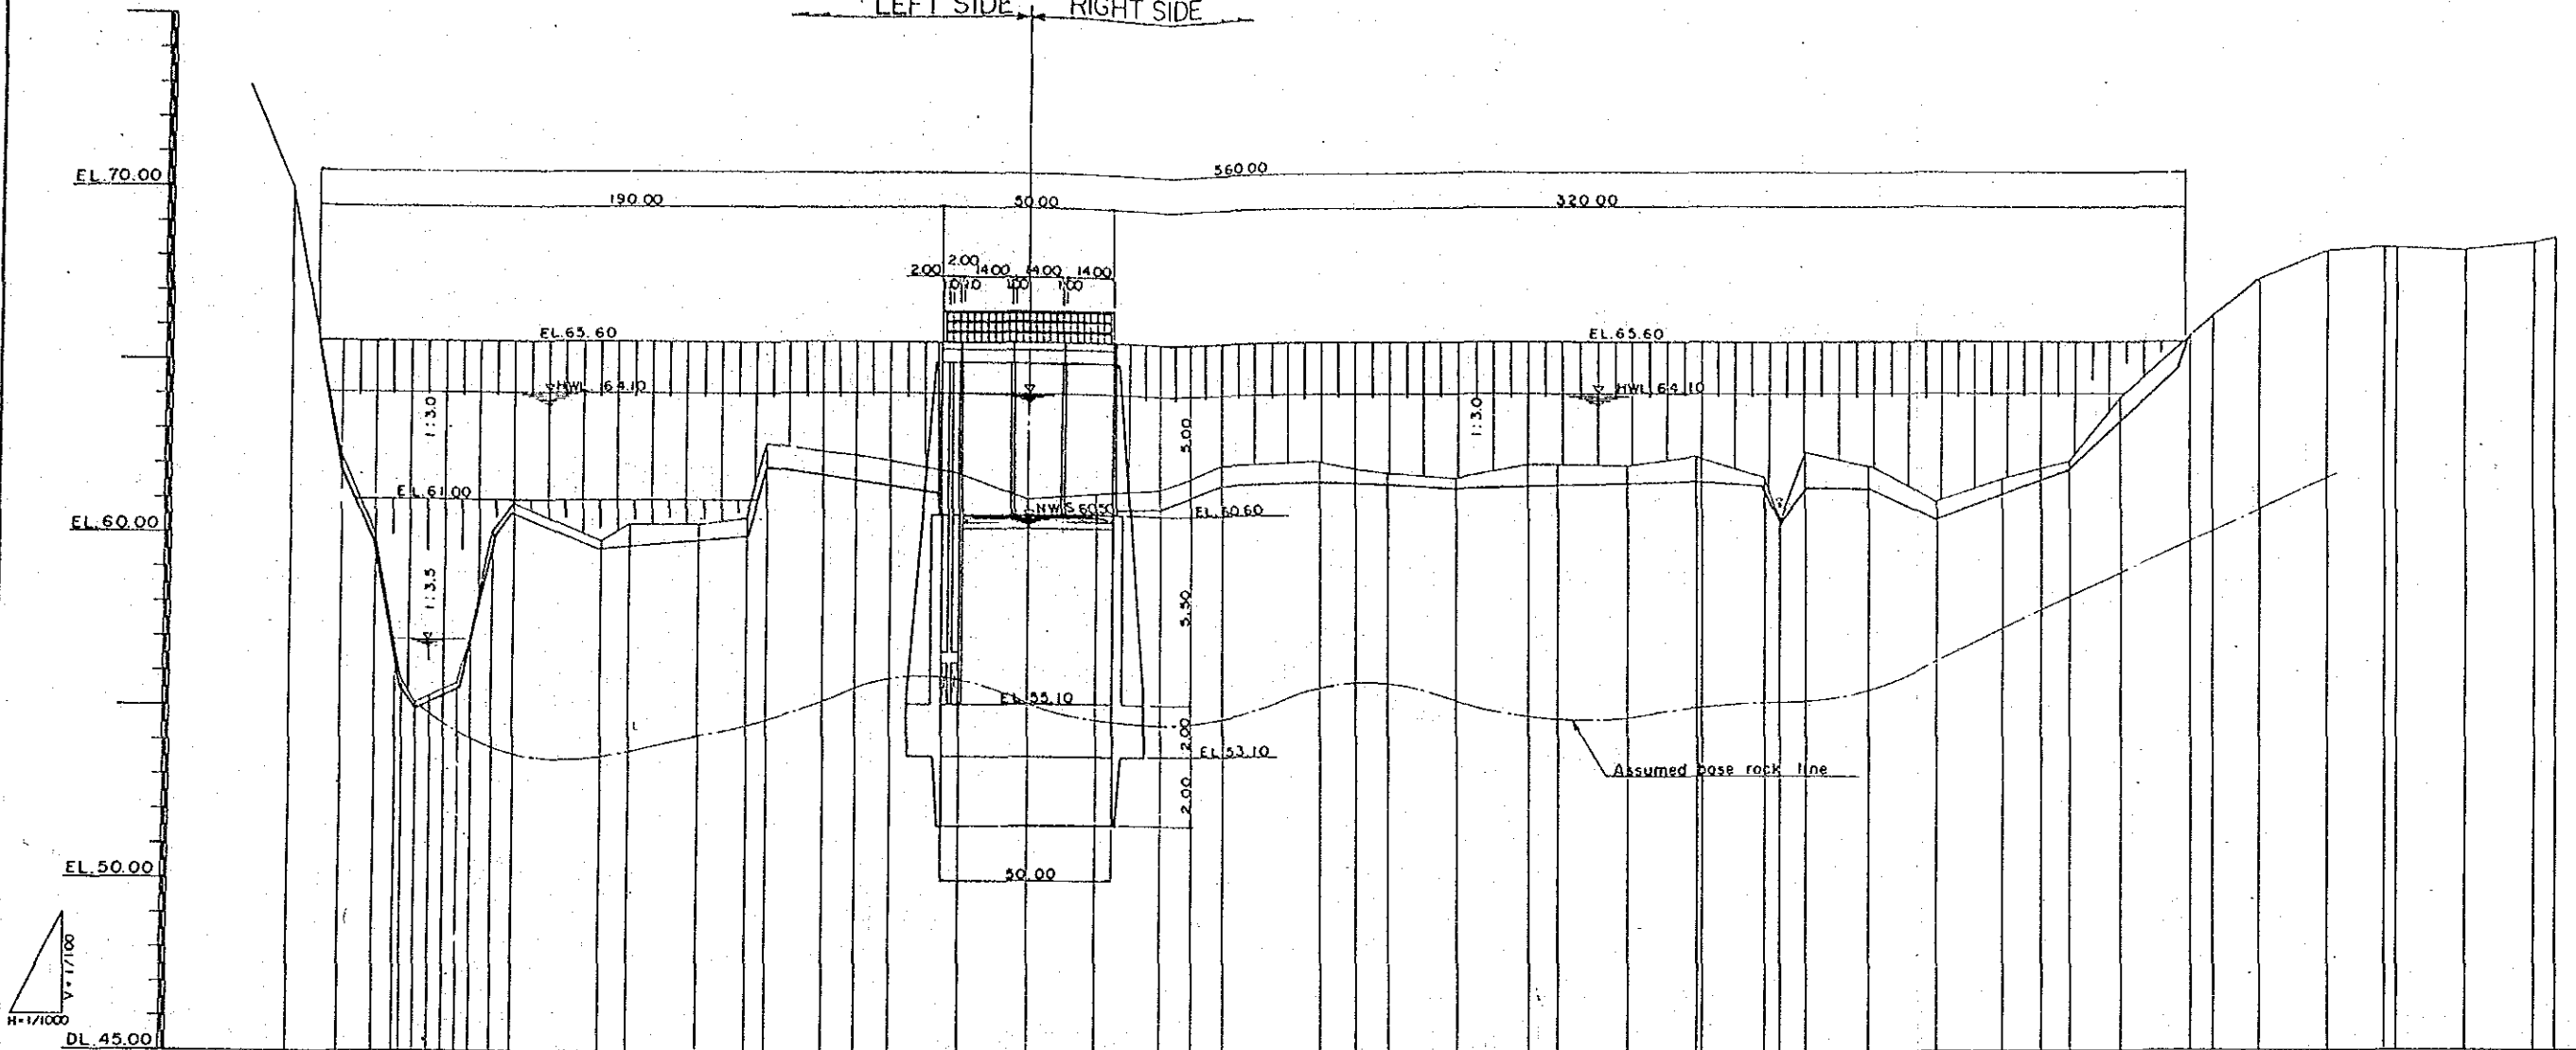 LEFT SIDE RIGHT SIDE
EL.70.00
560.00
190.00 50.00 320.00
2.00 2.00 14.00 14.00 14.00
1.00 1.00
EL.65.60 EL.65.60
HWL 64.10 HWL 64.10
1:3.0 1:3.0
5.00
EL.61.00
EL.60.00
NWS 60.50 EL.60.60
1:3.5
5.50
EL.55.10
2.00
EL.53.10
Assumed base rock line
2.00
EL.50.00
50.00
V=1/100
H=1/1000
DL.45.00